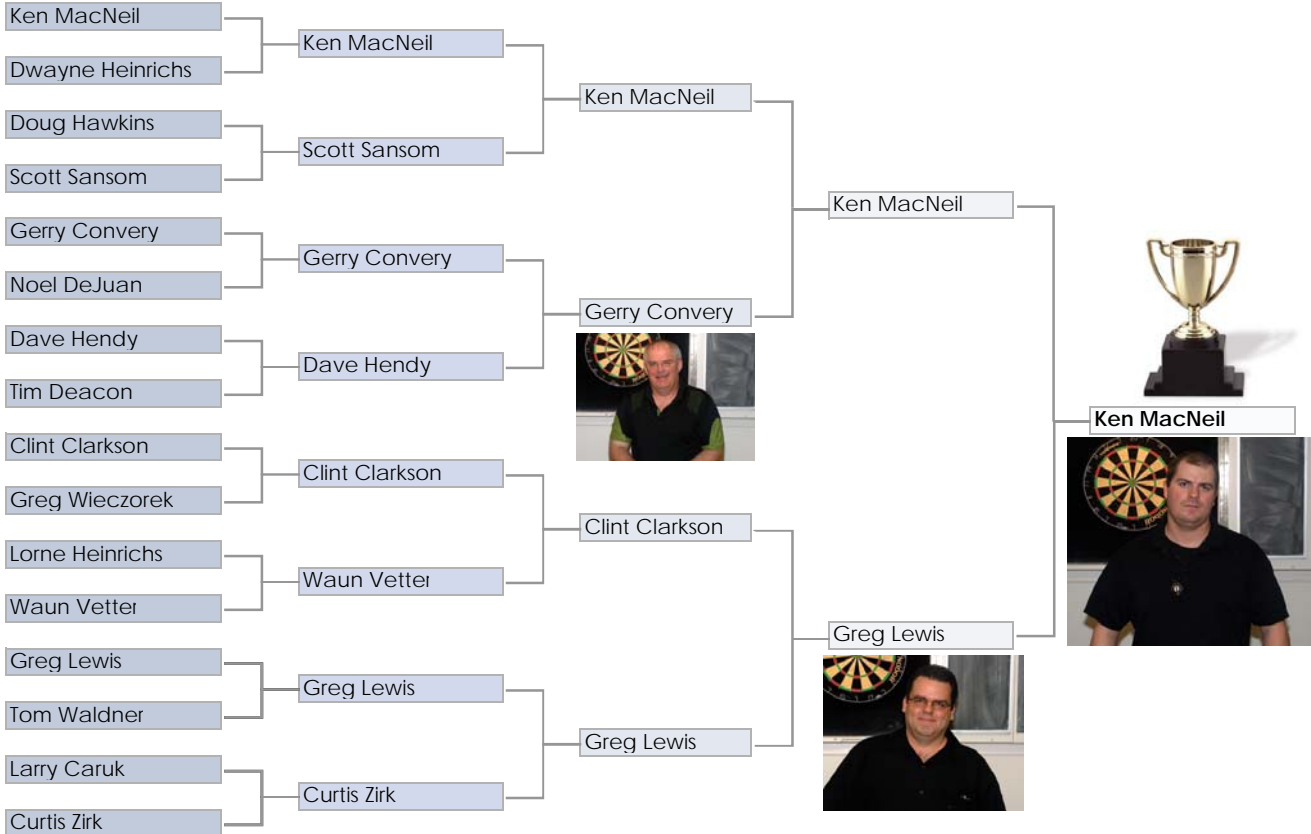 Ken MacNeil
Dwayne Heinrichs
Doug Hawkins
Scott Sansom
Gerry Convery
Noel DeJuan
Dave Hendy
Tim Deacon
Clint Clarkson
Greg Wieczorek
Lorne Heinrichs
Waun Vetter
Greg Lewis
Tom Waldner
Larry Caruk
Curtis Zirk
Ken MacNeil
Scott Sansom
Gerry Convery
Dave Hendy
Clint Clarkson
Waun Vetter
Greg Lewis
Curtis Zirk
Ken MacNeil
Gerry Convery
Clint Clarkson
Greg Lewis
Ken MacNeil
Greg Lewis
Ken MacNeil